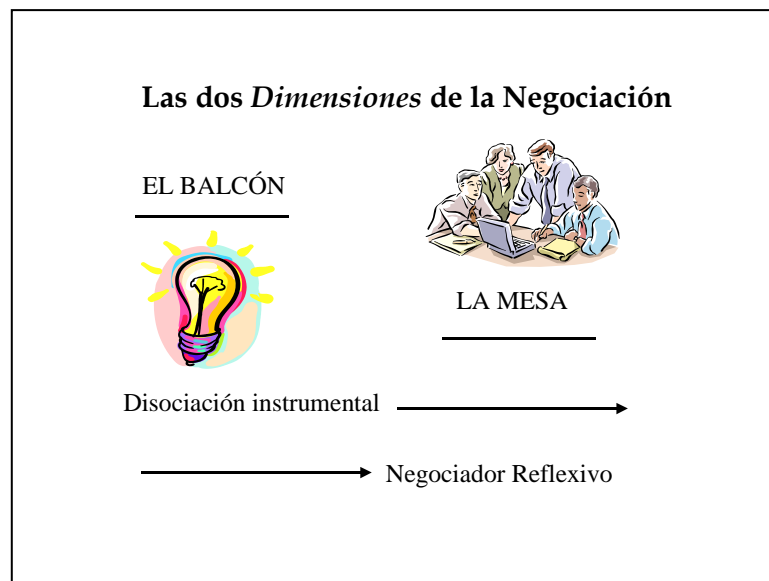 Las dos Dimensiones de la Negociación
EL BALCÓN
LA MESA
Disociación instrumental
Negociador Reflexivo